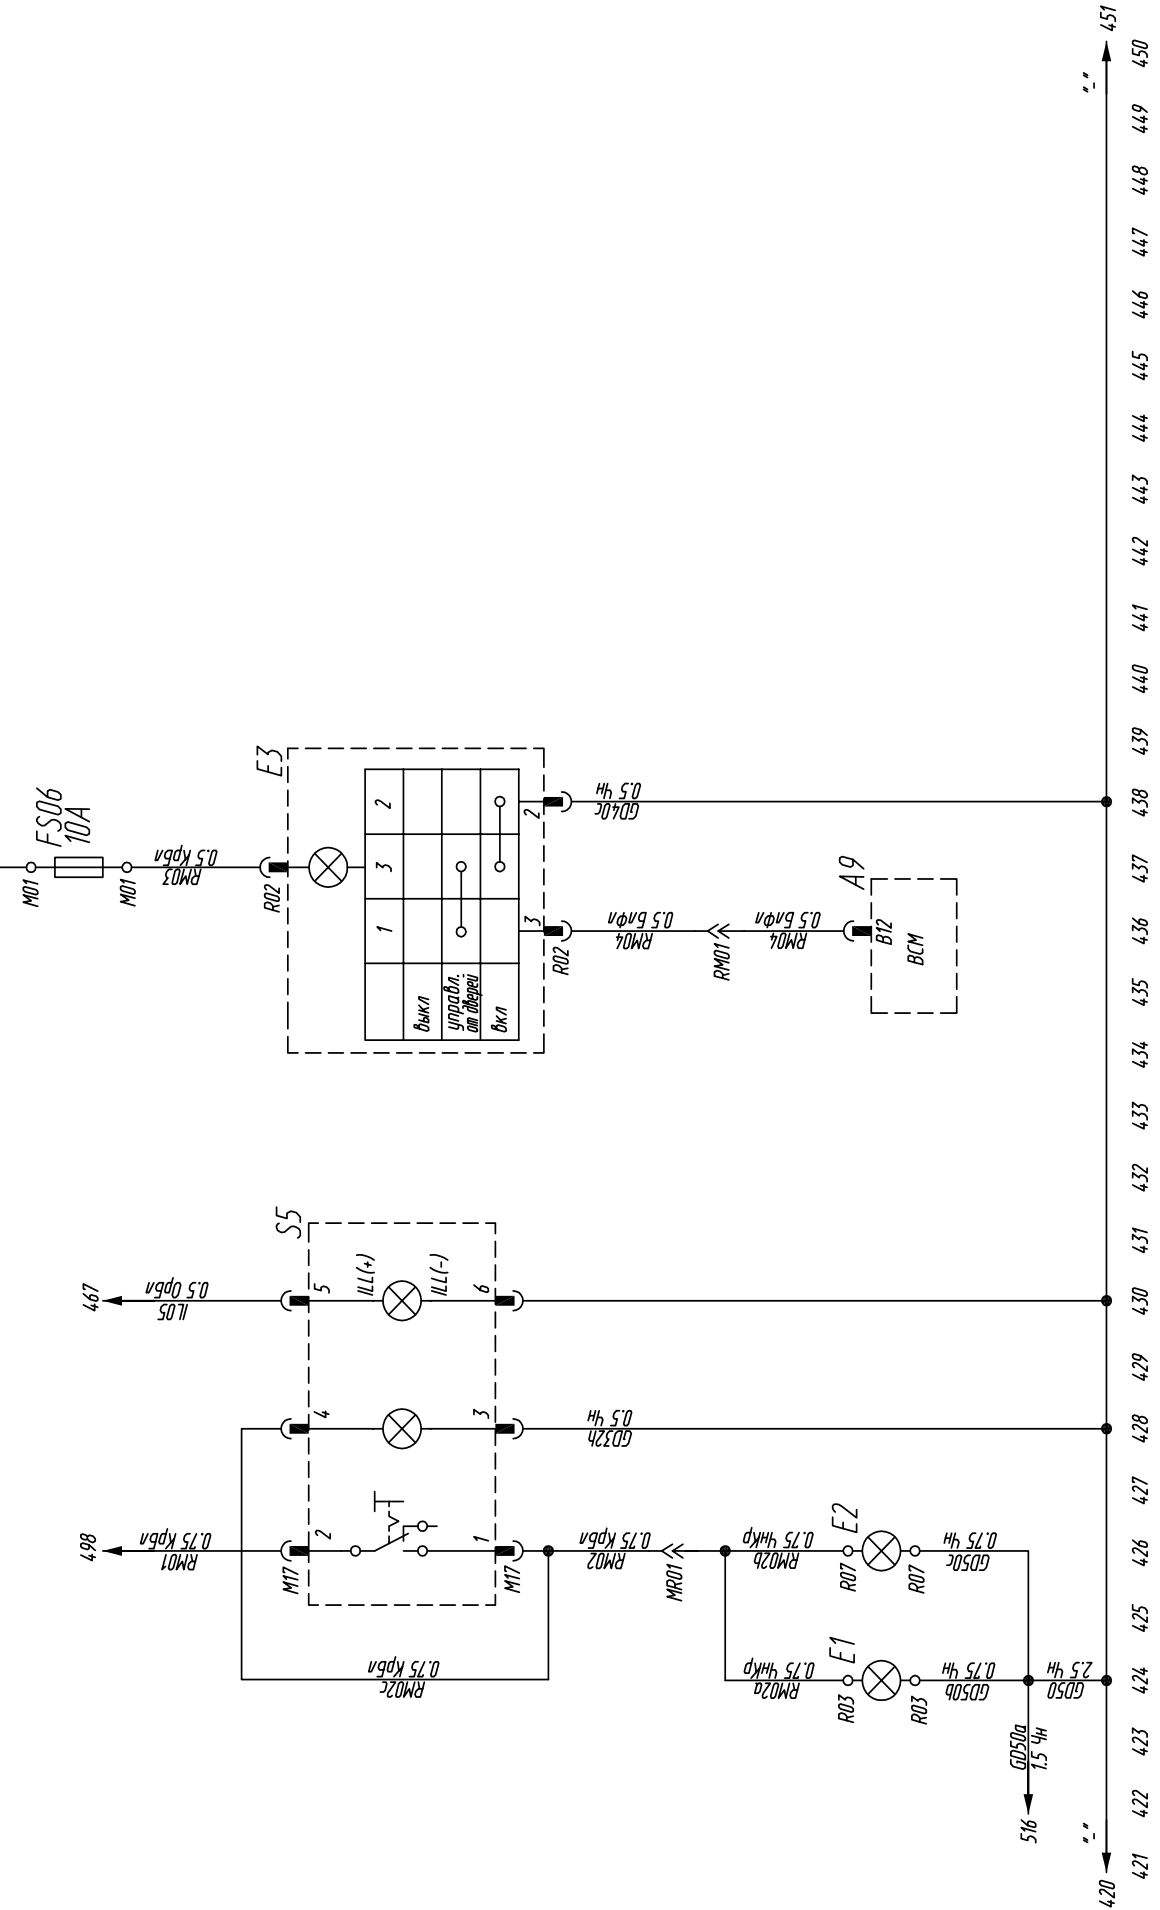 467
IL05
0.5 ОрБл
498
RM01
0.75 КрБл
FS06
10А
М01
М01
RM03
0.5 КрБл
R02
E3
1
3
2
выкл
управл.
от дверей
вкл
3
2
R02
GD40c
0.5 Чн
RM04
0.5 БлФл
RM01
RM04
0.5 БлФл
A9
B12
BCM
S5
5
ILL(+)
ILL(-)
6
4
3
GD32h
0.5 Чн
M17
2
1
M17
RM02c
0.75 КрБл
RM02
0.75 КрБл
MR01
RM02b
0.75 ЧнКр
RM02a
0.75 ЧнКр
E2
R07
R07
GD50c
0.75 Чн
E1
R03
R03
GD50b
0.75 Чн
GD50
2.5 Чн
GD50a
1.5 Чн
516
"-"
"-"
420
451
421
422
423
424
425
426
427
428
429
430
431
432
433
434
435
436
437
438
439
440
441
442
443
444
445
446
447
448
449
450